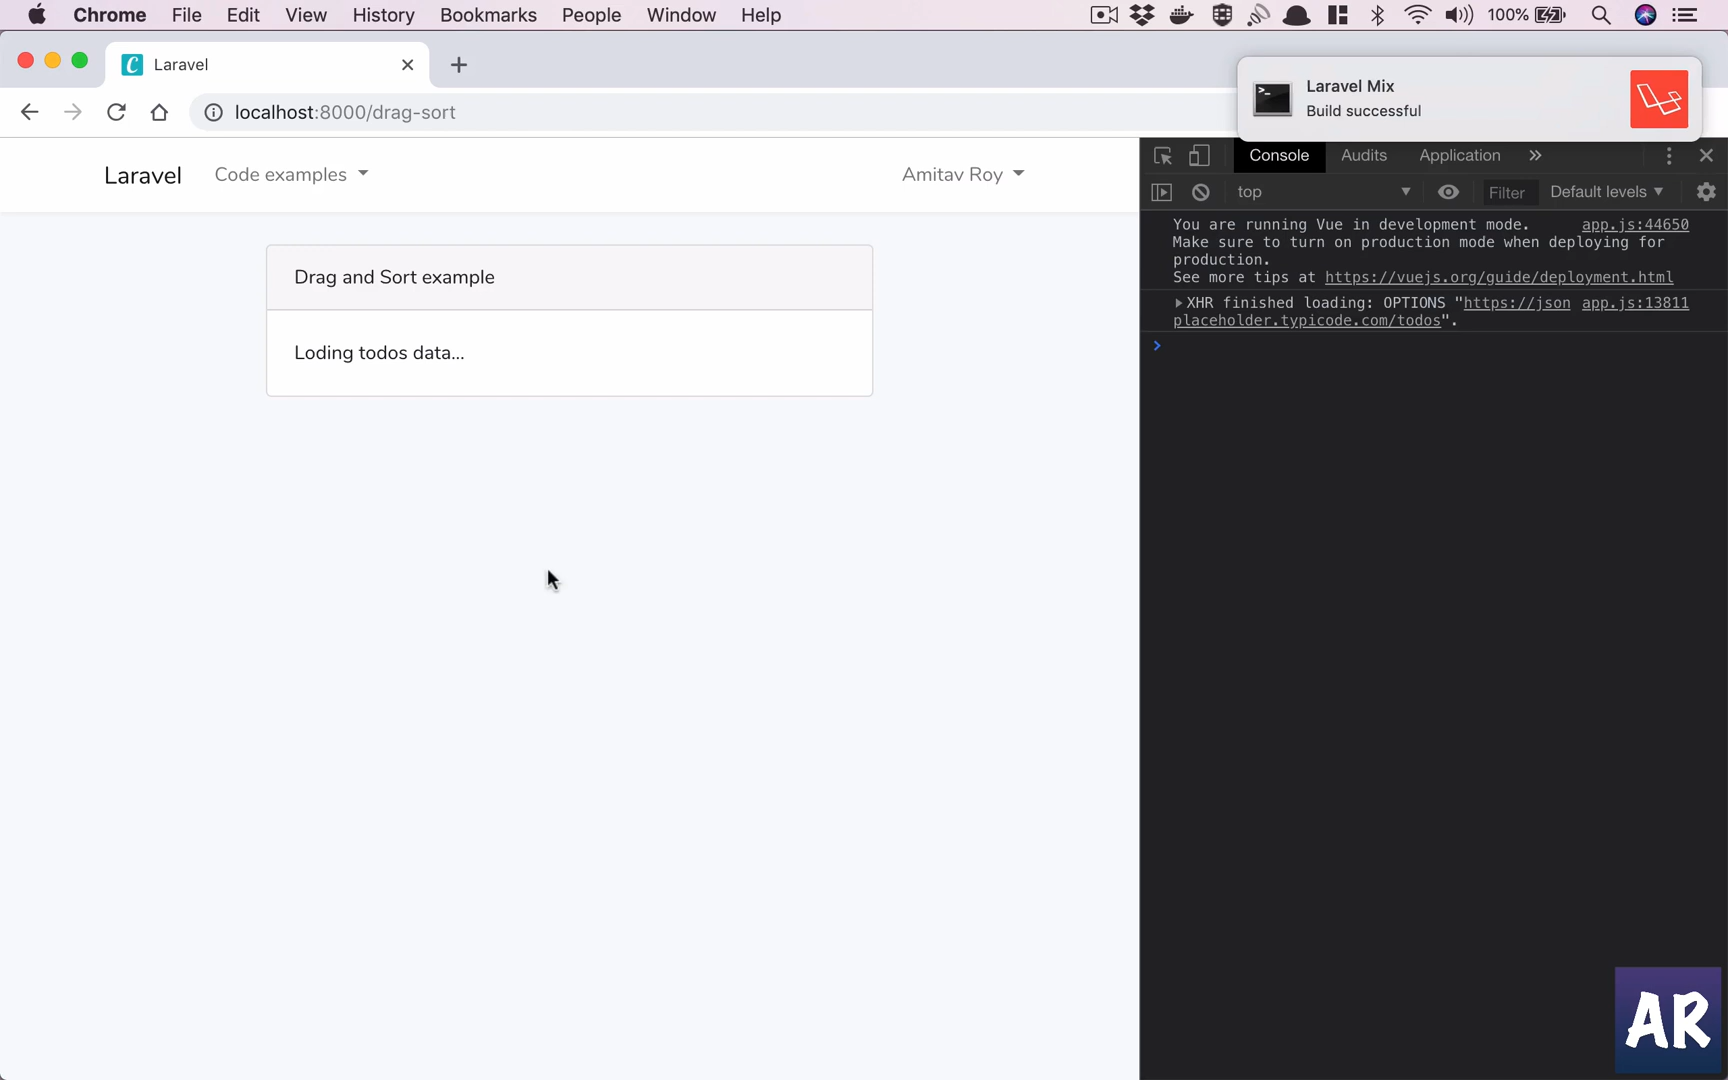 Chrome File Edit View History Bookmarks People Window Help 100%
Laravel
Laravel Mix
Build successful
localhost:8000/drag-sort
Laravel Code examples Amitav Roy
Console Audits Application »
top Filter Default levels
Drag and Sort example
Loding todos data...
You are running Vue in development mode. app.js:44650
Make sure to turn on production mode when deploying for
production.
See more tips at https://vuejs.org/guide/deployment.html
XHR finished loading: OPTIONS "https://json app.js:13811
placeholder.typicode.com/todos".
AR